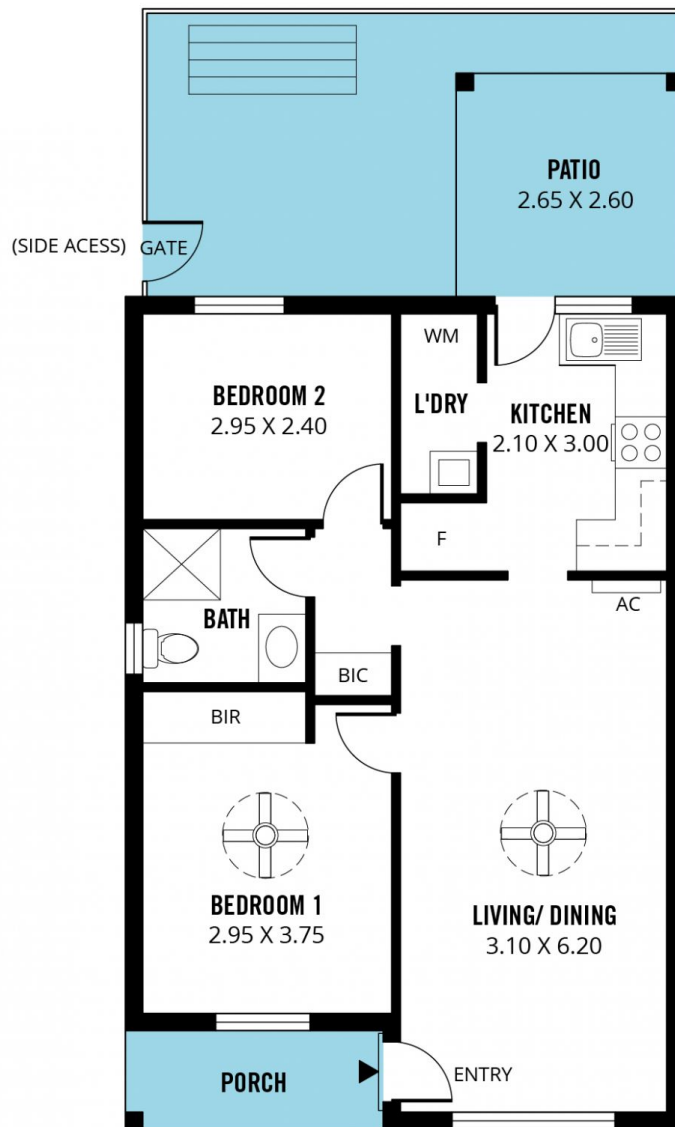 PATIO
2.65 X 2.60
(SIDE ACESS) GATE
WM
BEDROOM 2
2.95 X 2.40
L'DRY
KITCHEN
2.10 X 3.00
F
AC
BATH
BIC
BIR
BEDROOM 1
2.95 X 3.75
LIVING/ DINING
3.10 X 6.20
PORCH
ENTRY